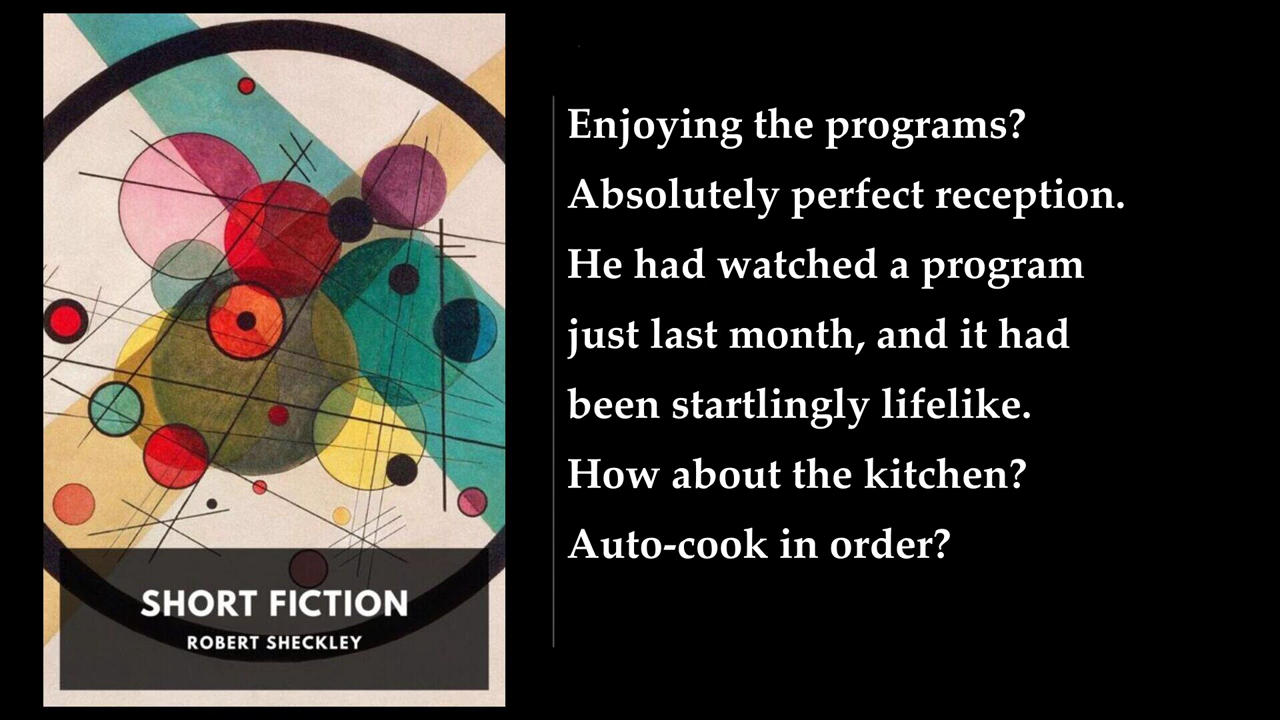 SHORT FICTION
ROBERT SHECKLEY
Enjoying the programs?
Absolutely perfect reception.
He had watched a program
just last month, and it had
been startlingly lifelike.
How about the kitchen?
Auto-cook in order?